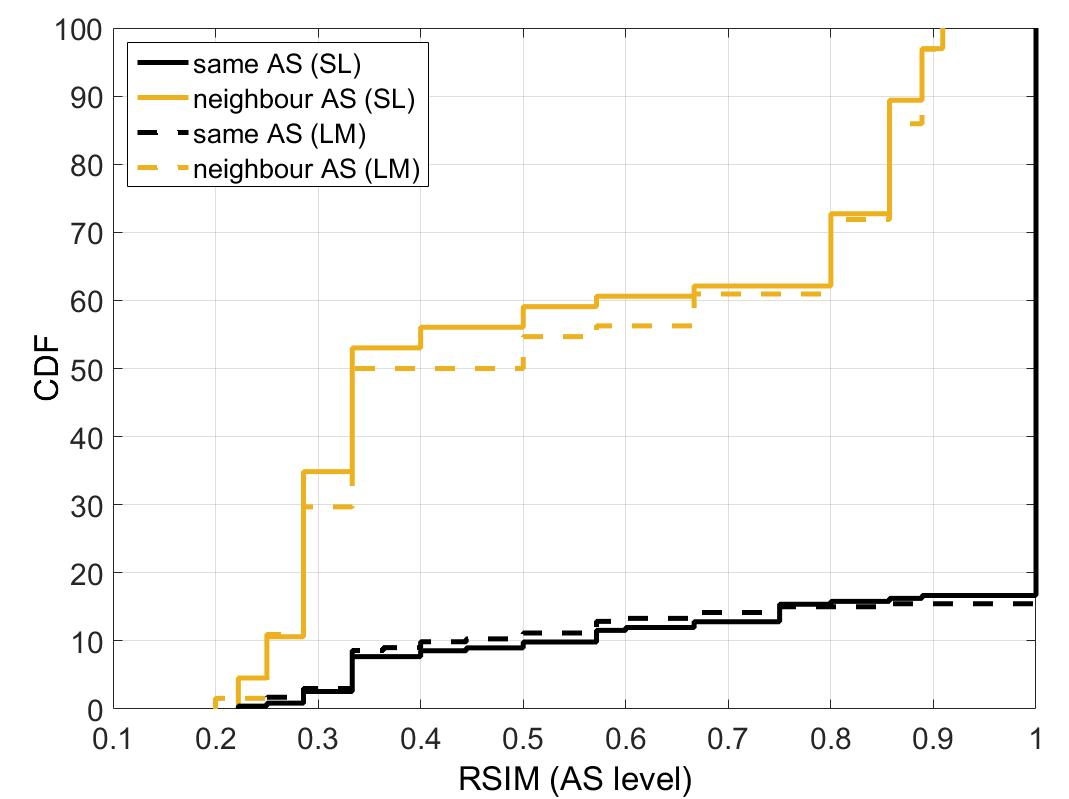 100
90
80
70
60
50
40
30
20
10
0
CDF
same AS (SL)
neighbour AS (SL)
same AS (LM)
neighbour AS (LM)
0.1 0.2 0.3 0.4 0.5 0.6 0.7 0.8 0.9 1
RSIM (AS level)